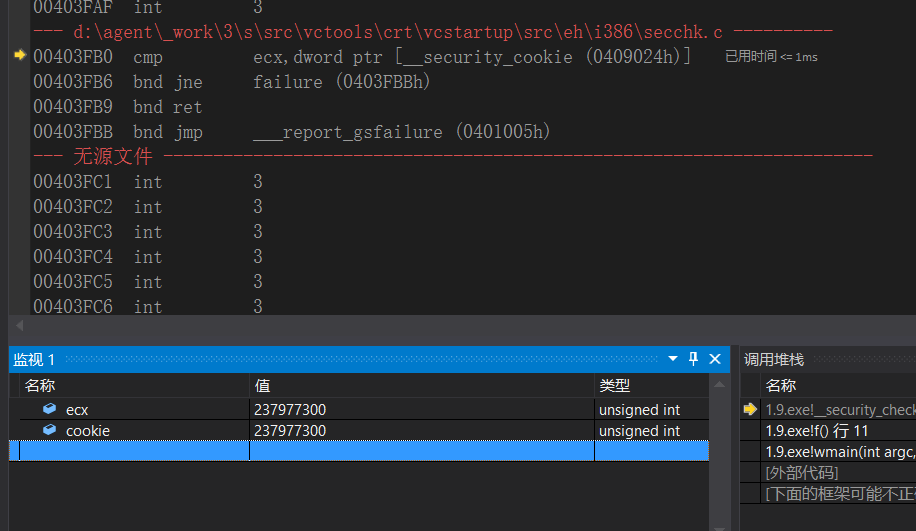 00403FAF int 3
--- d:\agent\_work\3\s\src\vctools\crt\vcstartup\src\eh\i386\secchk.c ----------
00403FB0 cmp ecx,dword ptr [__security_cookie (0409024h)] 已用时间 <= 1ms
00403FB6 bnd jne failure (0403FBBh)
00403FB9 bnd ret
00403FBB bnd jmp ___report_gsfailure (0401005h)
--- 无源文件 -----------------------------------------------------------------------
00403FC1 int 3
00403FC2 int 3
00403FC3 int 3
00403FC4 int 3
00403FC5 int 3
00403FC6 int 3
监视 1
名称 值 类型
ecx 237977300 unsigned int
cookie 237977300 unsigned int
调用堆栈
名称
1.9.exe!__security_check
1.9.exe!f() 行 11
1.9.exe!wmain(int argc,
[外部代码]
[下面的框架可能不正